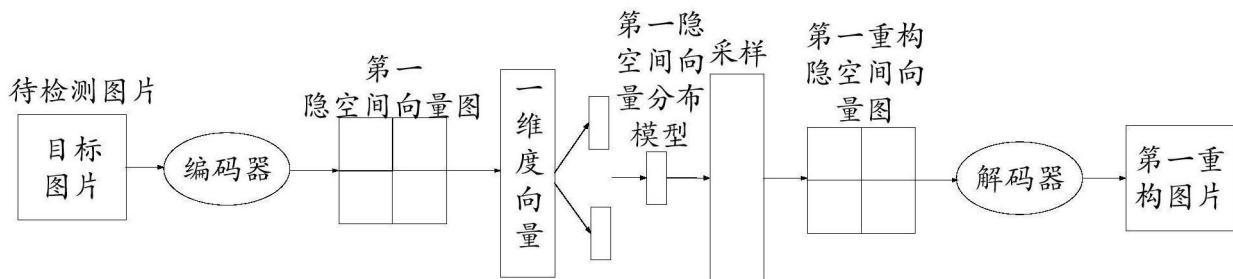 待检测图片
目标
图片
编码器
第一
隐空间向量图
一
维
度
向
量
第一隐
空间向
量分布
模型
采样
第一重构
隐空间向
量图
解码器
第一重
构图片